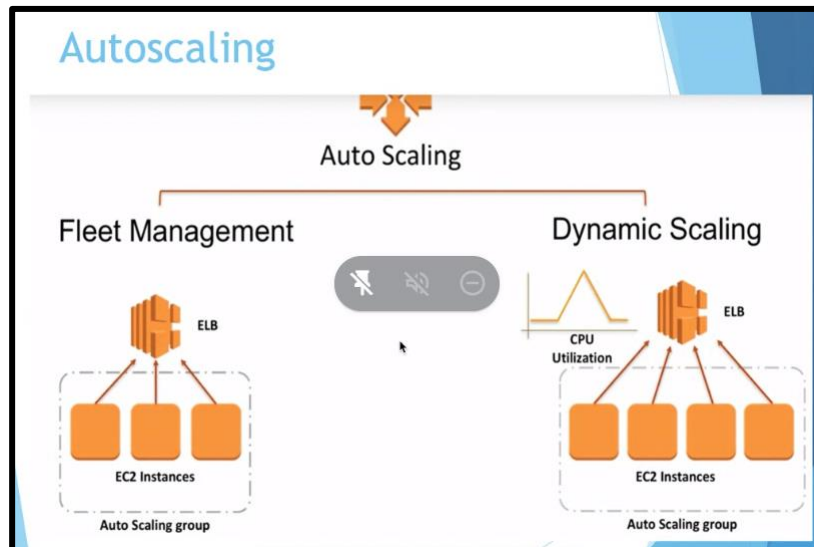 Autoscaling
Auto Scaling
Fleet Management
ELB
EC2 Instances
Auto Scaling group
Dynamic Scaling
CPU
Utilization
ELB
EC2 Instances
Auto Scaling group